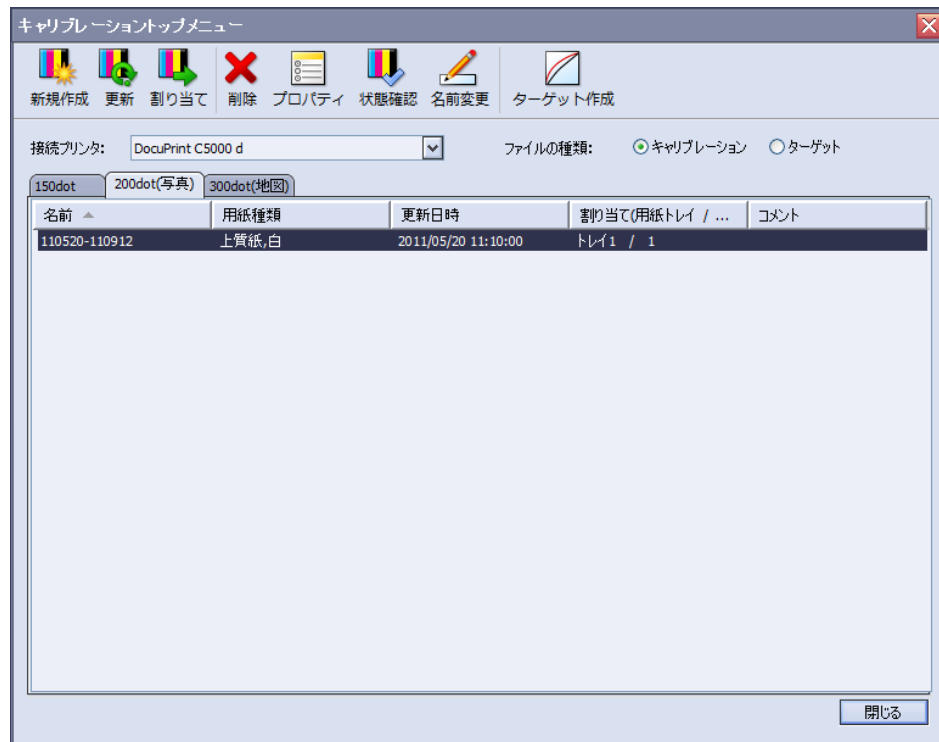 キャリブレーショントップメニュー
新規作成 更新 割り当て 削除 プロパティ 状態確認 名前変更 ターゲット作成
接続プリンタ: DocuPrint C5000 d ファイルの種類: キャリブレーション ターゲット
150dot 200dot(写真) 300dot(地図)
名前 用紙種類 更新日時 割り当て(用紙トレイ / ... コメント
110520-110912 上質紙,白 2011/05/20 11:10:00 トレイ1 / 1
閉じる